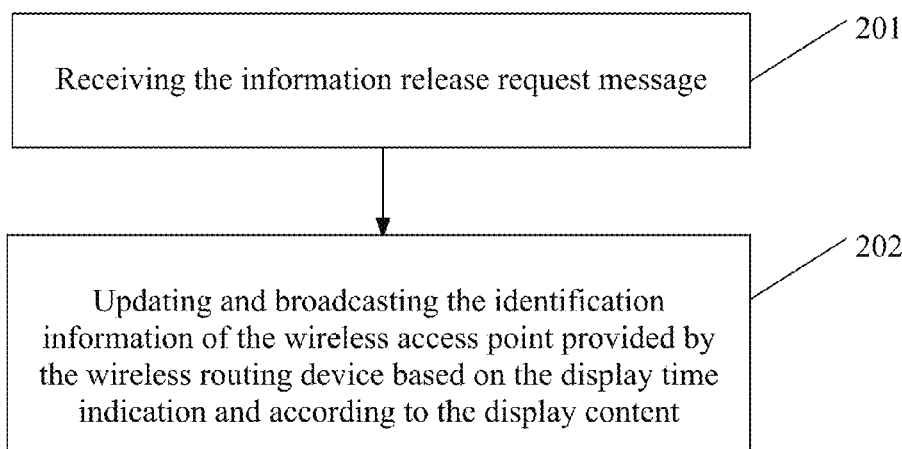 201
Receiving the information release request message
202
Updating and broadcasting the identification
information of the wireless access point provided by
the wireless routing device based on the display time
indication and according to the display content